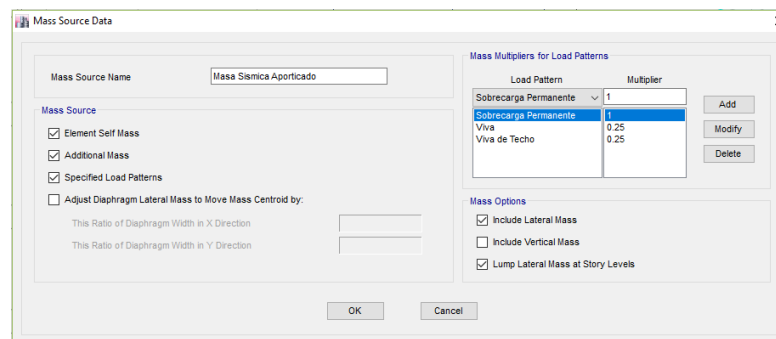 Mass Source Data
Mass Source Name
Masa Sismica Aporticado
Mass Source
Element Self Mass
Additional Mass
Specified Load Patterns
Adjust Diaphragm Lateral Mass to Move Mass Centroid by:
This Ratio of Diaphragm Width in X Direction
This Ratio of Diaphragm Width in Y Direction
Mass Multipliers for Load Patterns
Load Pattern Multiplier
Sobrecarga Permanente 1
Sobrecarga Permanente 1
Viva 0.25
Viva de Techo 0.25
Add
Modify
Delete
Mass Options
Include Lateral Mass
Include Vertical Mass
Lump Lateral Mass at Story Levels
OK Cancel